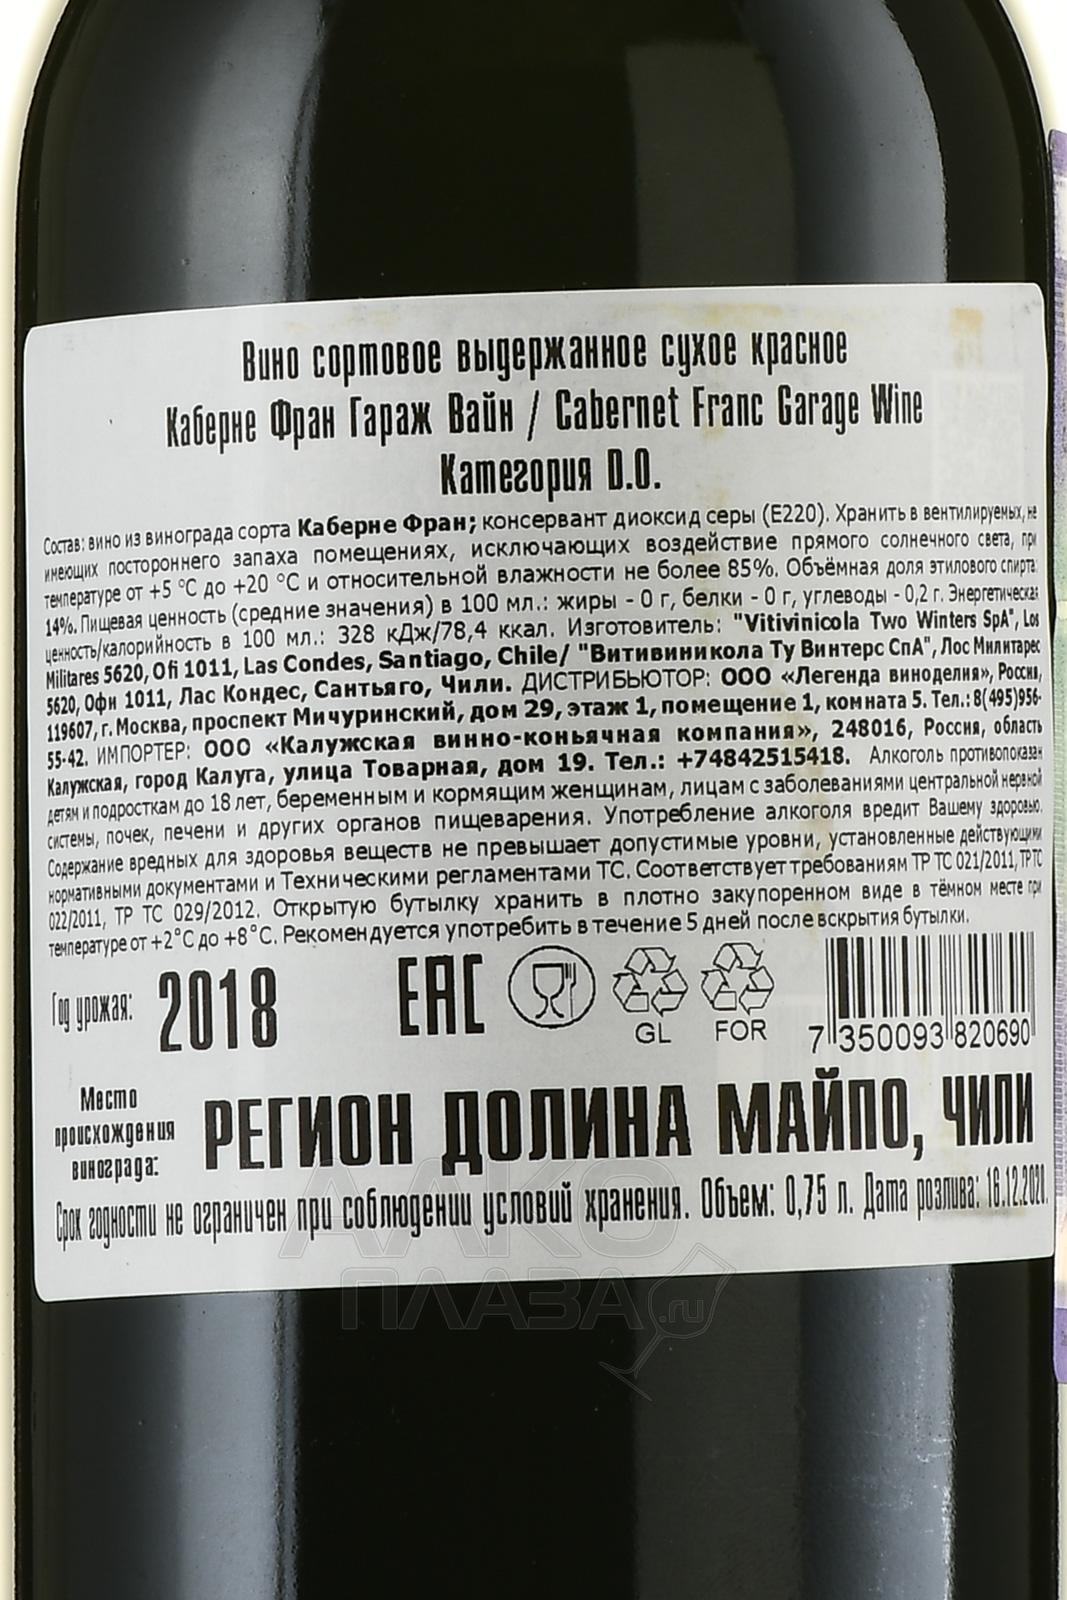 Вино сортовое выдержанное сухое красное
Каберне Фран Гараж Вайн / Cabernet Franc Garage Wine
Категория D.O.
Состав: вино из винограда сорта Каберне Фран; консервант диоксид серы (Е220). Хранить в вентилируемых, не
имеющих постороннего запаха помещениях, исключающих воздействие прямого солнечного света, при
температуре от +5 °С до +20 °С и относительной влажности не более 85%. Объёмная доля этилового спирта:
14%. Пищевая ценность (средние значения) в 100 мл.: жиры - 0 г, белки - 0 г, углеводы - 0,2 г. Энергетическая
ценность/калорийность в 100 мл.: 328 кДж/78,4 ккал. Изготовитель: "Vitivinicola Two Winters SpA", Los
Militares 5620, Ofi 1011, Las Condes, Santiago, Chile/ "Витивиникола Ту Винтерс СпА", Лос Милитарес
5620, Офи 1011, Лас Кондес, Сантьяго, Чили. ДИСТРИБЬЮТОР: ООО «Легенда виноделия», Россия,
119607, г. Москва, проспект Мичуринский, дом 29, этаж 1, помещение 1, комната 5. Тел.: 8(495)956-
55-42. ИМПОРТЕР: ООО «Калужская винно-коньячная компания», 248016, Россия, область
Калужская, город Калуга, улица Товарная, дом 19. Тел.: +74842515418. Алкоголь противопоказан
детям и подросткам до 18 лет, беременным и кормящим женщинам, лицам с заболеваниями центральной нервной
системы, почек, печени и других органов пищеварения. Употребление алкоголя вредит Вашему здоровью.
Содержание вредных для здоровья веществ не превышает допустимые уровни, установленные действующими
нормативными документами и Техническими регламентами ТС. Соответствует требованиям ТР ТС 021/2011, ТР ТС
022/2011, ТР ТС 029/2012. Открытую бутылку хранить в плотно закупоренном виде в тёмном месте при
температуре от +2°С до +8°С. Рекомендуется употребить в течение 5 дней после вскрытия бутылки.
Год урожая: 2018 ЕАС GL FOR 7 350093 820690
Место
происхождения
винограда: РЕГИОН ДОЛИНА МАЙПО, ЧИЛИ
Срок годности не ограничен при соблюдении условий хранения. Объем: 0,75 л. Дата розлива: 16.12.2020.
АЛКО
ПЛАЗА.ru